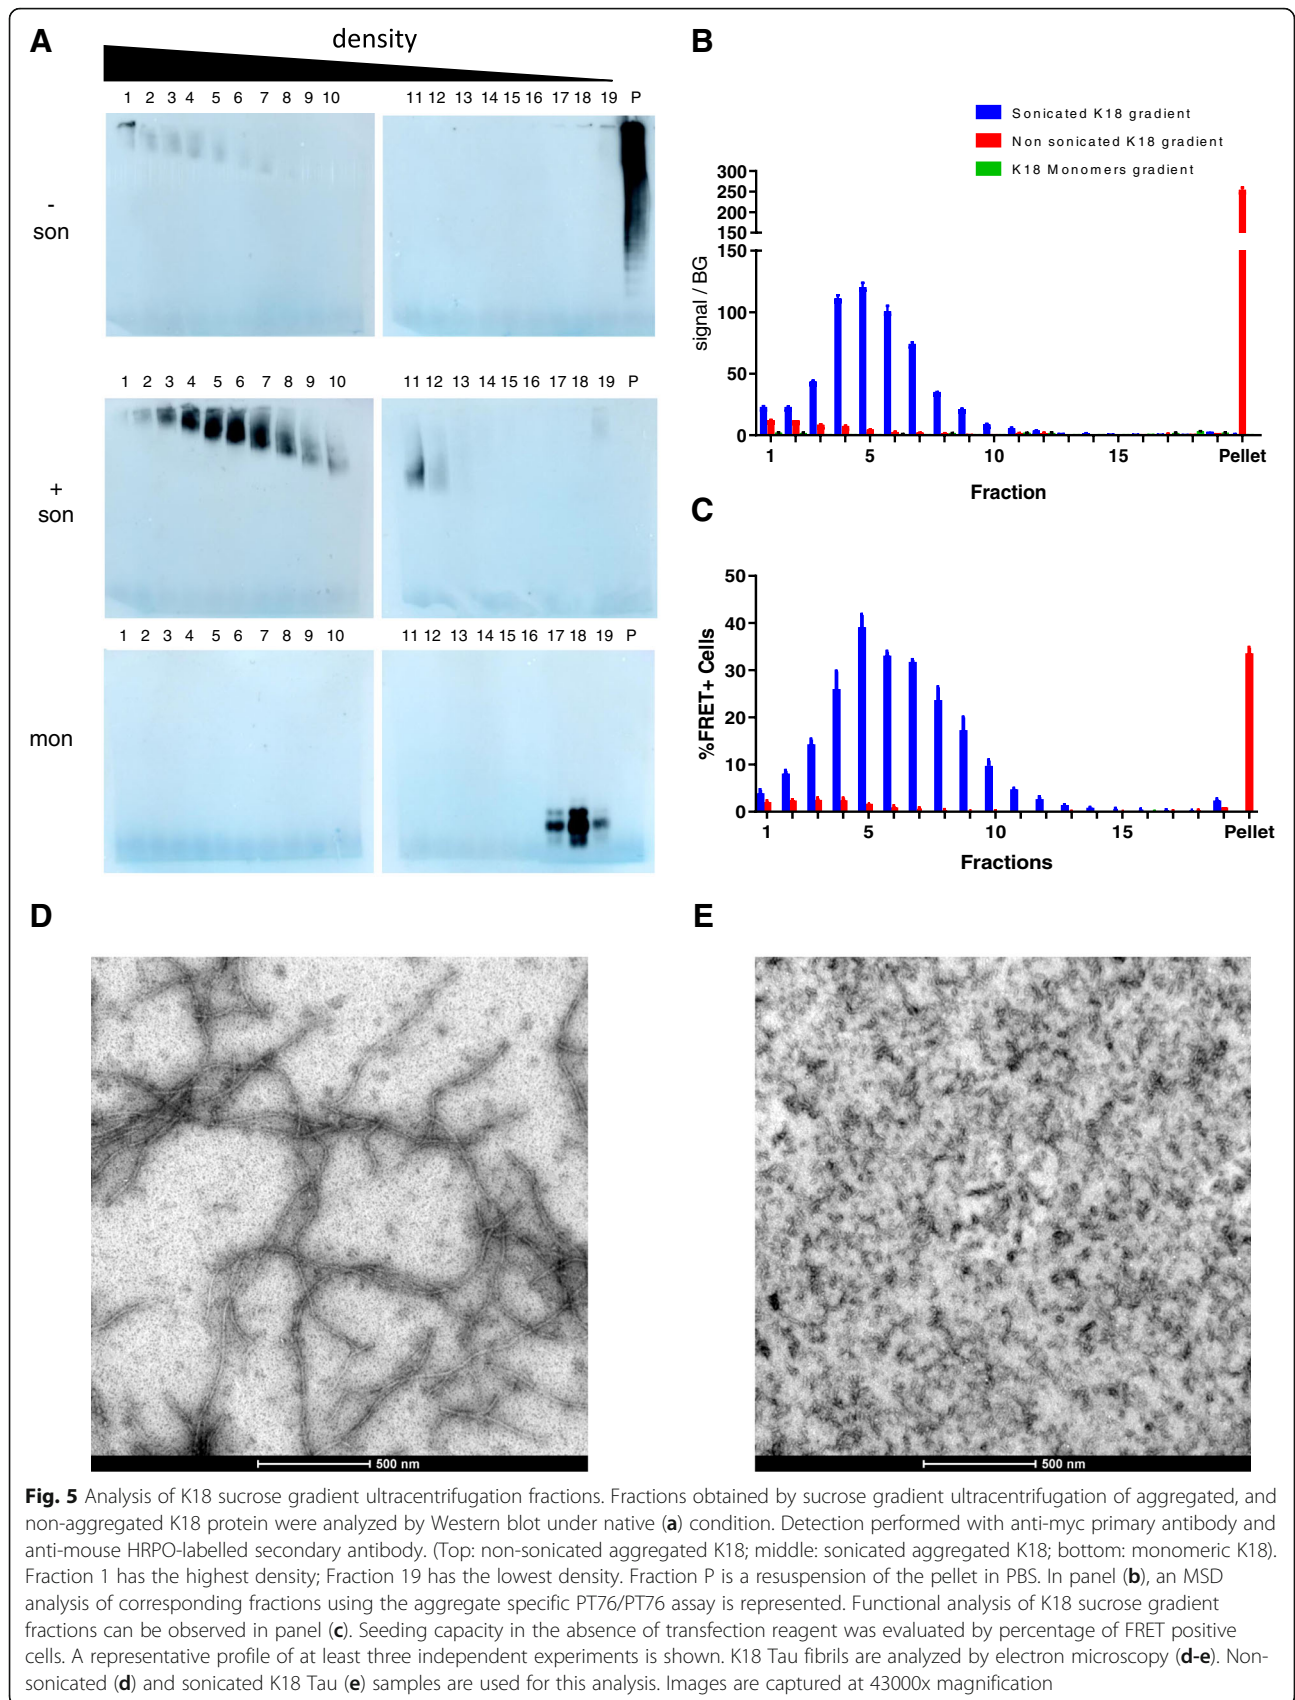 A
density
1 2 3 4 5 6 7 8 9 10 11 12 13 14 15 16 17 18 19 P
-
son
1 2 3 4 5 6 7 8 9 10 11 12 13 14 15 16 17 18 19 P
+
son
1 2 3 4 5 6 7 8 9 10 11 12 13 14 15 16 17 18 19 P
mon
B
Sonicated K18 gradient
Non sonicated K18 gradient
K18 Monomers gradient
300
250
200
150
150
100
50
0
signal / BG
1 5 10 15 Pellet
Fraction
C
50
40
30
20
10
0
%FRET+ Cells
1 5 10 15 Pellet
Fractions
D
500 nm
E
500 nm
Fig. 5 Analysis of K18 sucrose gradient ultracentrifugation fractions. Fractions obtained by sucrose gradient ultracentrifugation of aggregated, and
non-aggregated K18 protein were analyzed by Western blot under native (a) condition. Detection performed with anti-myc primary antibody and
anti-mouse HRPO-labelled secondary antibody. (Top: non-sonicated aggregated K18; middle: sonicated aggregated K18; bottom: monomeric K18).
Fraction 1 has the highest density; Fraction 19 has the lowest density. Fraction P is a resuspension of the pellet in PBS. In panel (b), an MSD
analysis of corresponding fractions using the aggregate specific PT76/PT76 assay is represented. Functional analysis of K18 sucrose gradient
fractions can be observed in panel (c). Seeding capacity in the absence of transfection reagent was evaluated by percentage of FRET positive
cells. A representative profile of at least three independent experiments is shown. K18 Tau fibrils are analyzed by electron microscopy (d-e). Non-
sonicated (d) and sonicated K18 Tau (e) samples are used for this analysis. Images are captured at 43000x magnification